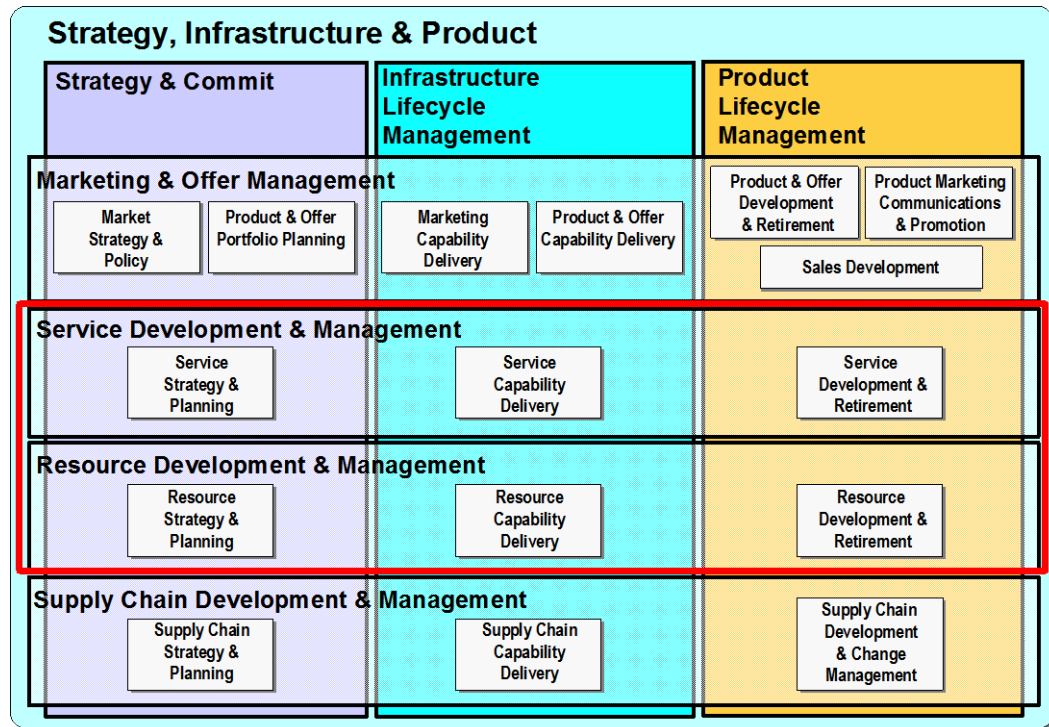 Strategy, Infrastructure & Product
Strategy & Commit
Infrastructure
Lifecycle
Management
Product
Lifecycle
Management
Marketing & Offer Management
Market
Strategy &
Policy
Product & Offer
Portfolio Planning
Marketing
Capability
Delivery
Product & Offer
Capability Delivery
Product & Offer
Development
& Retirement
Product Marketing
Communications
& Promotion
Sales Development
Service Development & Management
Service
Strategy &
Planning
Service
Capability
Delivery
Service
Development &
Retirement
Resource Development & Management
Resource
Strategy &
Planning
Resource
Capability
Delivery
Resource
Development &
Retirement
Supply Chain Development & Management
Supply Chain
Strategy &
Planning
Supply Chain
Capability
Delivery
Supply Chain
Development
& Change
Management